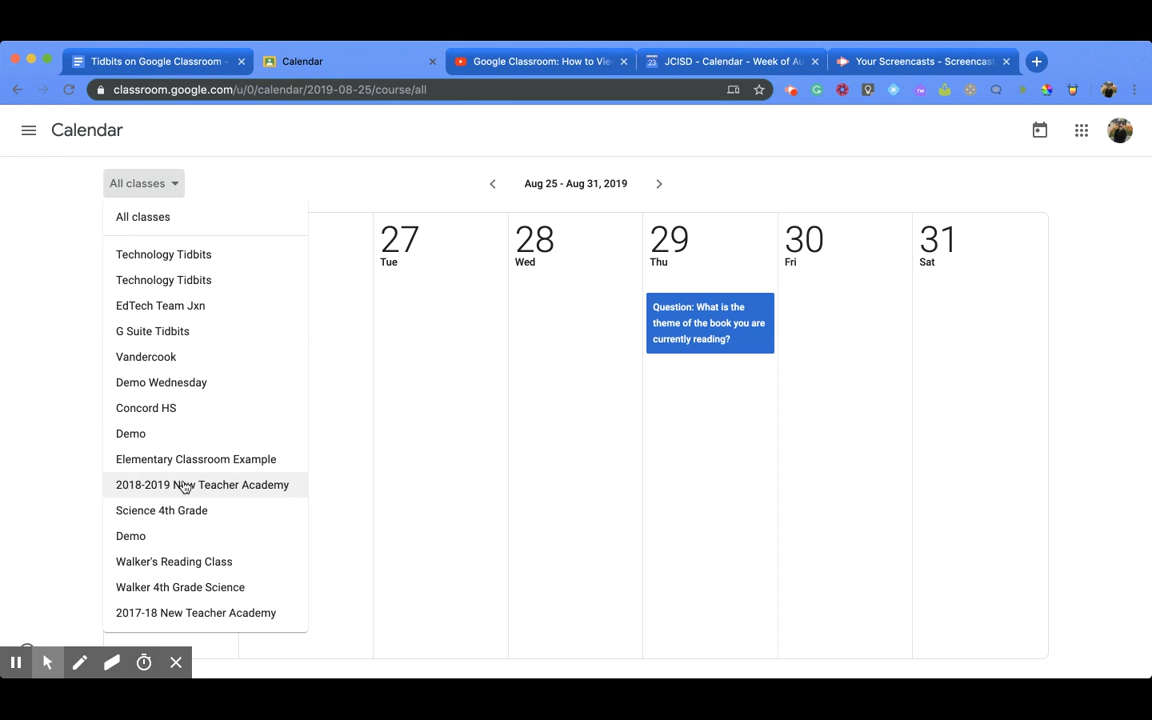 Tidbits on Google Classroom -
Calendar
Google Classroom: How to Vie
JCISD - Calendar - Week of Au
Your Screencasts - Screencas
classroom.google.com/u/0/calendar/2019-08-25/course/all
Calendar
All classes
Aug 25 - Aug 31, 2019
All classes
Technology Tidbits
Technology Tidbits
EdTech Team Jxn
G Suite Tidbits
Vandercook
Demo Wednesday
Concord HS
Demo
Elementary Classroom Example
2018-2019 New Teacher Academy
Science 4th Grade
Demo
Walker's Reading Class
Walker 4th Grade Science
2017-18 New Teacher Academy
27
Tue
28
Wed
29
Thu
30
Fri
31
Sat
Question: What is the
theme of the book you are
currently reading?